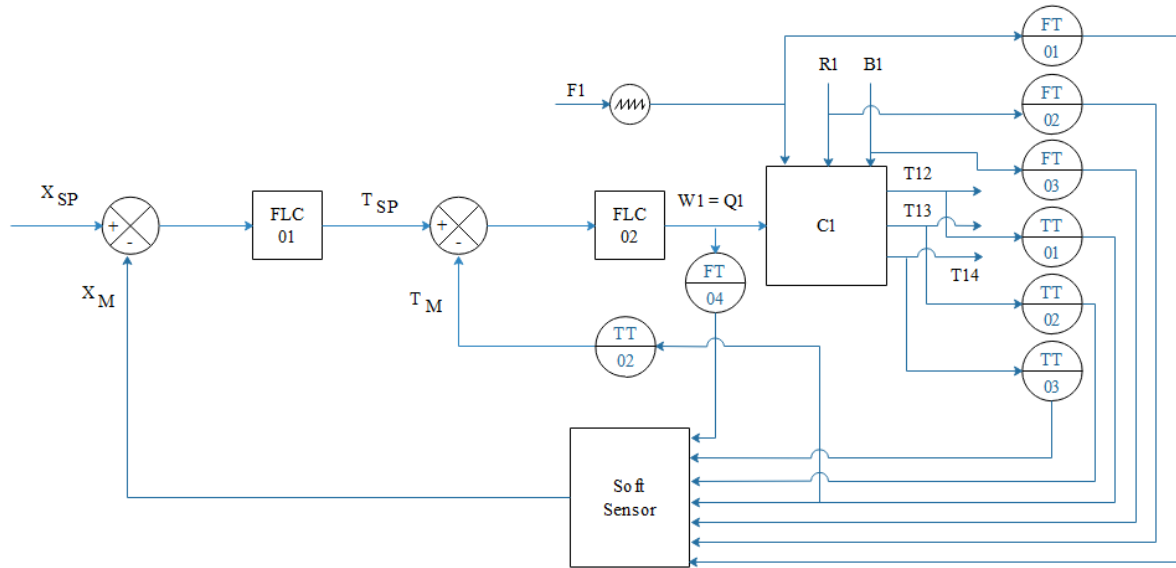 FT
01
R1 B1
F1
FT
02
FT
03
X SP
T SP
T12
FLC
01
FLC
02
W1 = Q1
C1
T13
TT
01
T14
X M
T M
FT
04
TT
02
TT
02
TT
03
Soft
Sensor
+
-
+
-